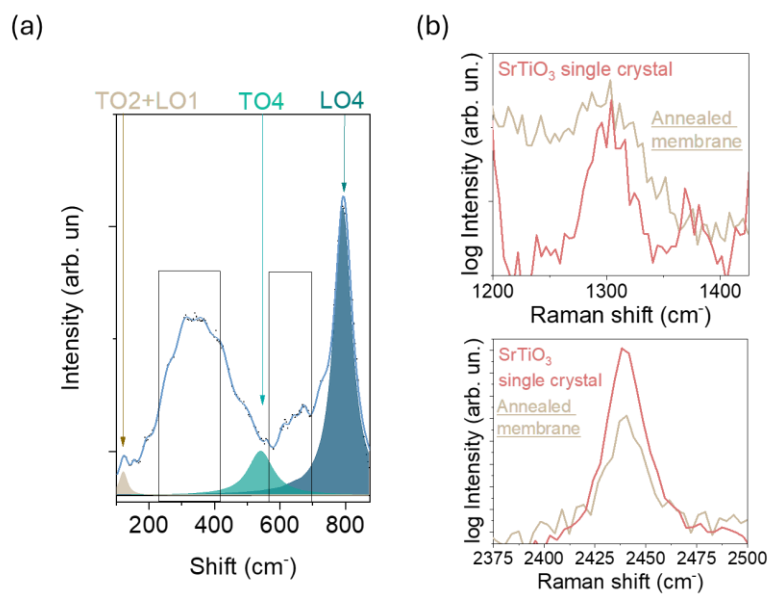 (a)
TO2+LO1
TO4
LO4
Intensity (arb. un)
200
400
600
800
Shift (cm⁻)
(b)
SrTiO₃ single crystal
Annealed
membrane
log Intensity (arb. un.)
1200
1300
1400
Raman shift (cm⁻)
SrTiO₃
single crystal
Annealed
membrane
log Intensity (arb. un.)
2375
2400
2425
2450
2475
2500
Raman shift (cm⁻)